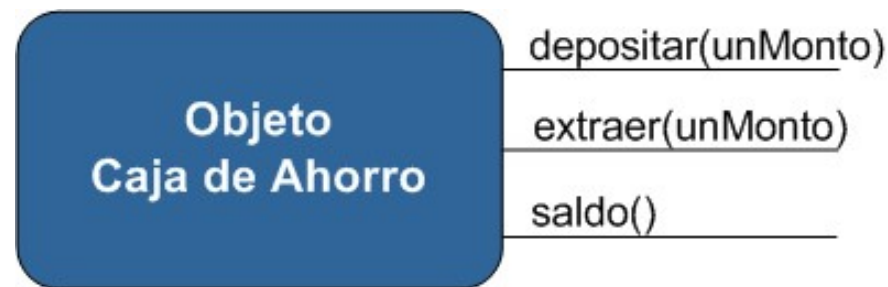 Objeto
Caja de Ahorro
depositar(unMonto)
extraer(unMonto)
saldo()